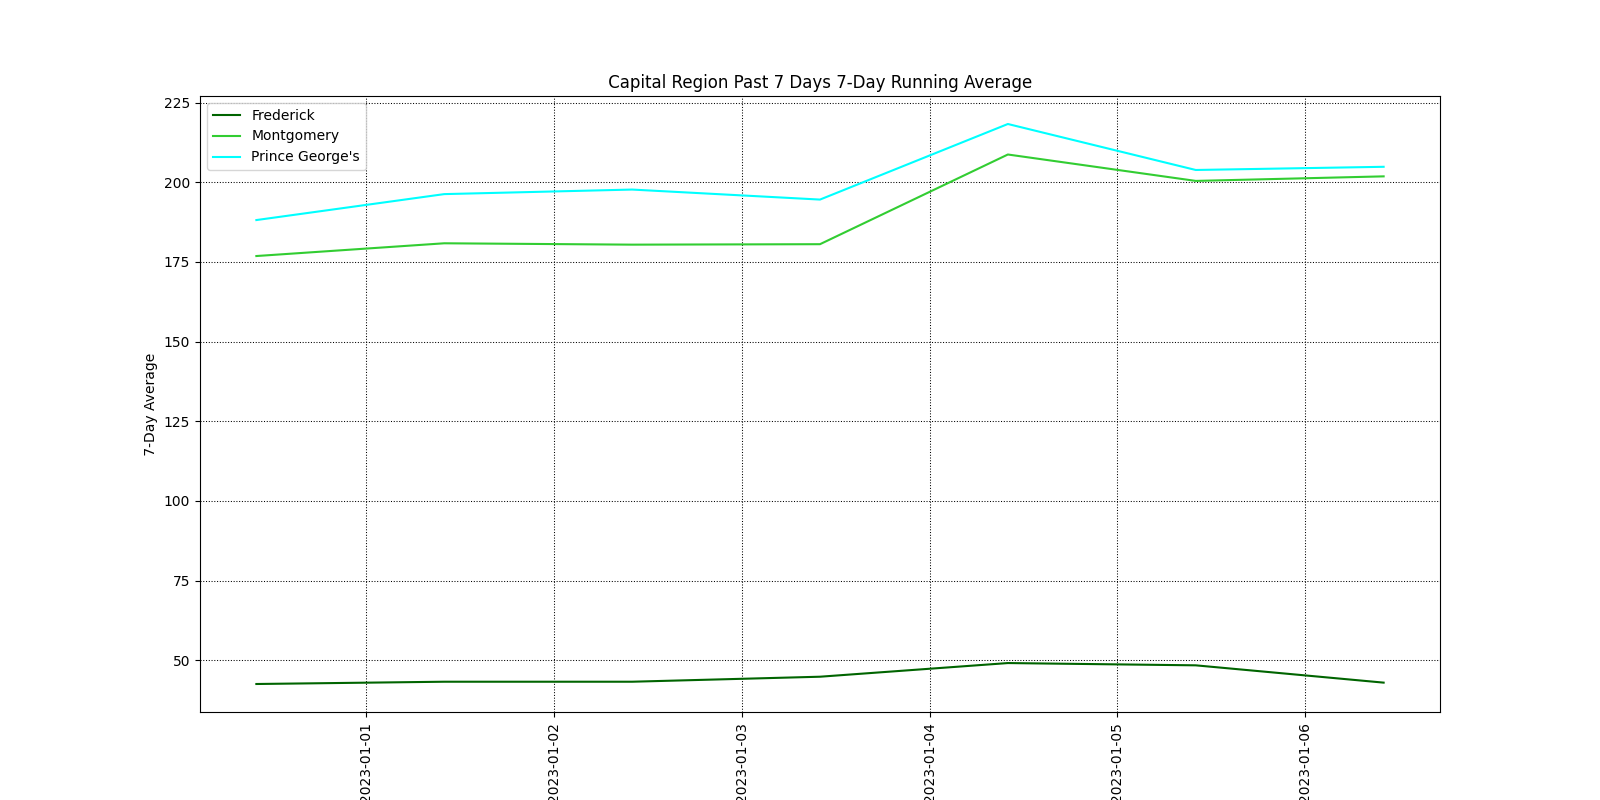 Capital Region Past 7 Days 7-Day Running Average
Frederick
Montgomery
Prince George's
7-Day Average
225
200
175
150
125
100
75
50
2023-01-01
2023-01-02
2023-01-03
2023-01-04
2023-01-05
2023-01-06